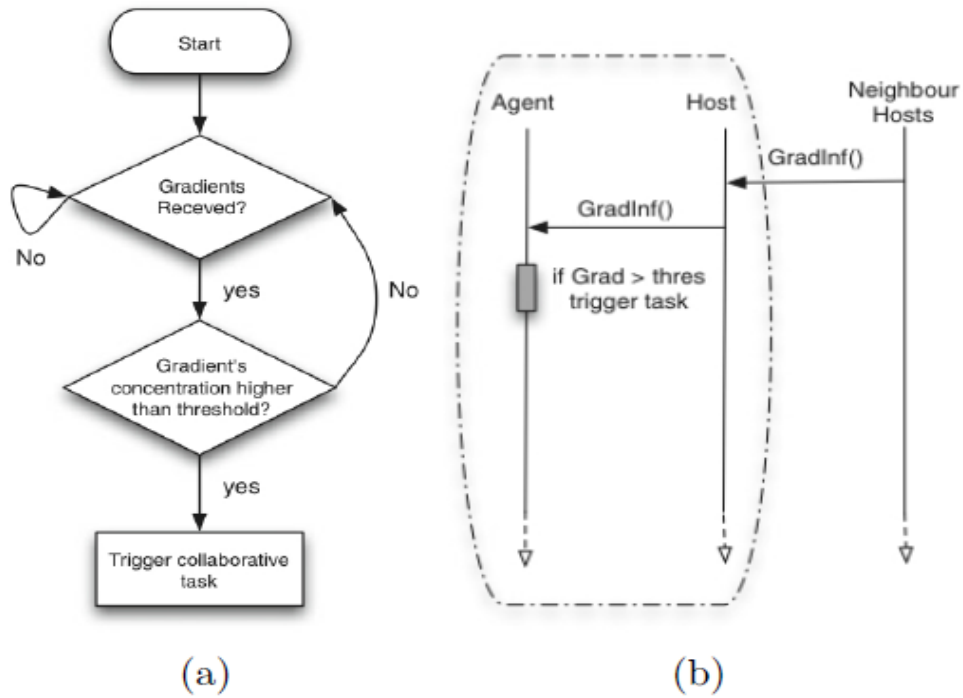 Start
Gradients
Receved?
No
yes
No
Gradient's
concentration higher
than threshold?
yes
Trigger collaborative
task
(a)
Agent
Host
Neighbour
Hosts
GradInf()
GradInf()
if Grad > thres
trigger task
(b)